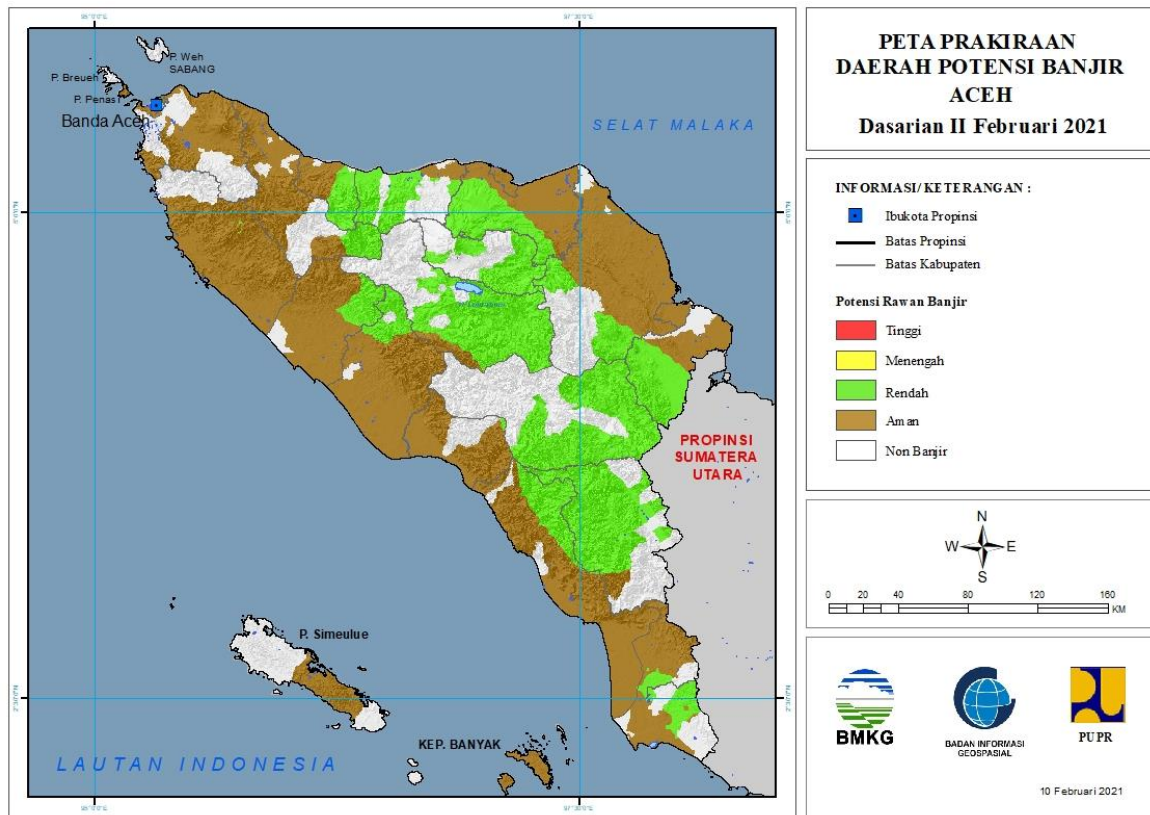 PETA PRAKIRAAN
DAERAH POTENSI BANJIR
ACEH
Dasarian II Februari 2021
INFORMASI/ KETERANGAN :
Ibukota Propinsi
Batas Propinsi
Batas Kabupaten
Potensi Rawan Banjir
Tinggi
Menengah
Rendah
Aman
Non Banjir
N
W E
S
0 20 40 60 80 120 160
KM
BMKG
BADAN INFORMASI
GEOSPASIAL
PUPR
10 Februari 2021
P. Weh
SABANG
P. Breueh
P. Penasi
Banda Aceh
SELAT MALAKA
PROPINSI
SUMATERA
UTARA
P. Simeulue
KEP. BANYAK
LAUTAN INDONESIA